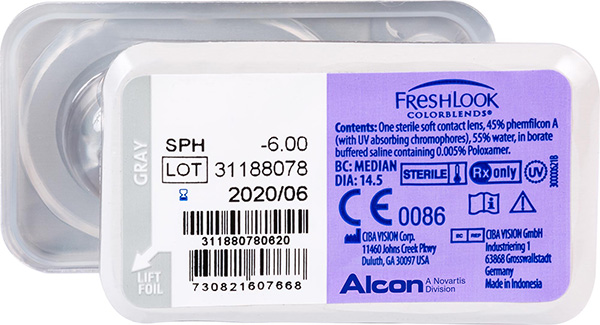 GRAY
LIFT
FOIL
SPH -6.00
LOT 31188078
2020/06
311880780620
730821607668
FRESHLOOK
COLORBLENDS®
Contents: One sterile soft contact lens, 45% phemfilcon A
(with UV absorbing chromophores), 55% water, in borate
buffered saline containing 0.005% Poloxamer.
BC: MEDIAN
DIA: 14.5
STERILE
Rx only
UV
CE 0086
CIBA VISION Corp.
11460 Johns Creek Pkwy
Duluth, GA 30097 USA
EC REP
CIBA VISION GmbH
Industriering 1
63868 Grosswallstadt
Germany
Made in Indonesia
Alcon
A Novartis
Division